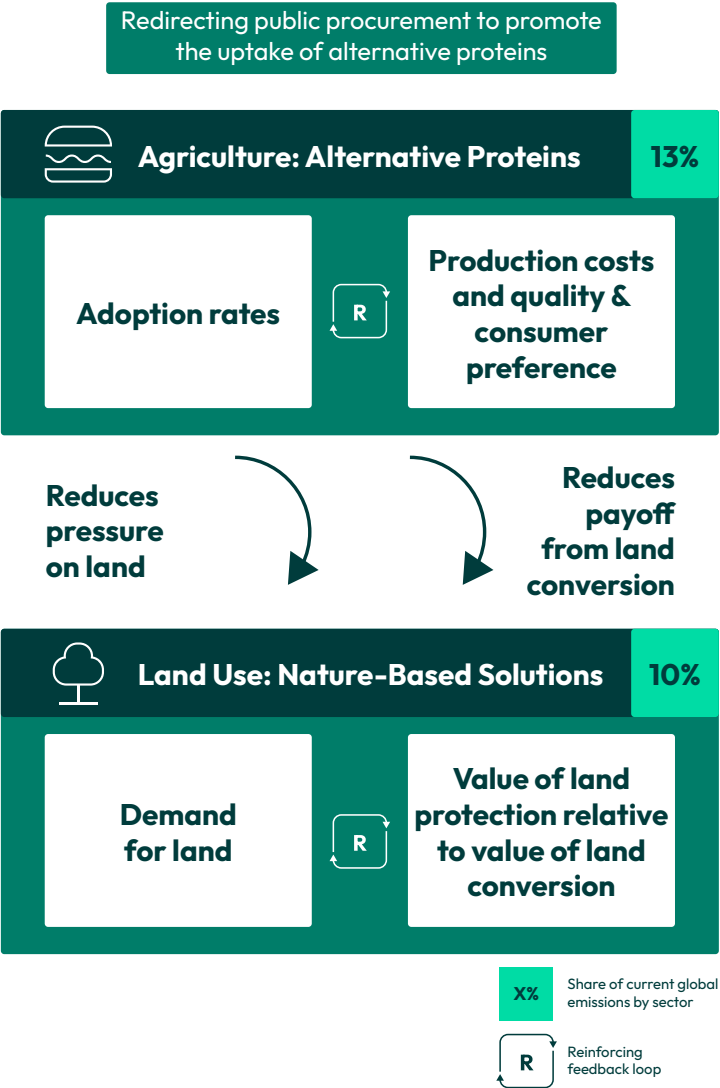 Redirecting public procurement to promote
the uptake of alternative proteins
Agriculture: Alternative Proteins
13%
Adoption rates
R
Production costs
and quality &
consumer
preference
Reduces
pressure
on land
Reduces
payoff
from land
conversion
Land Use: Nature-Based Solutions
10%
Demand
for land
R
Value of land
protection relative
to value of land
conversion
X%
Share of current global
emissions by sector
R
Reinforcing
feedback loop